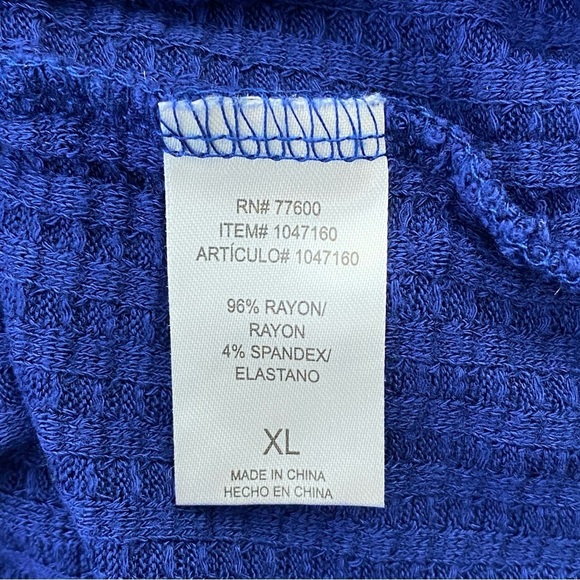 RN# 77600
ITEM# 1047160
ARTÍCULO# 1047160
96% RAYON/
RAYON
4% SPANDEX/
ELASTANO
XL
MADE IN CHINA
HECHO EN CHINA